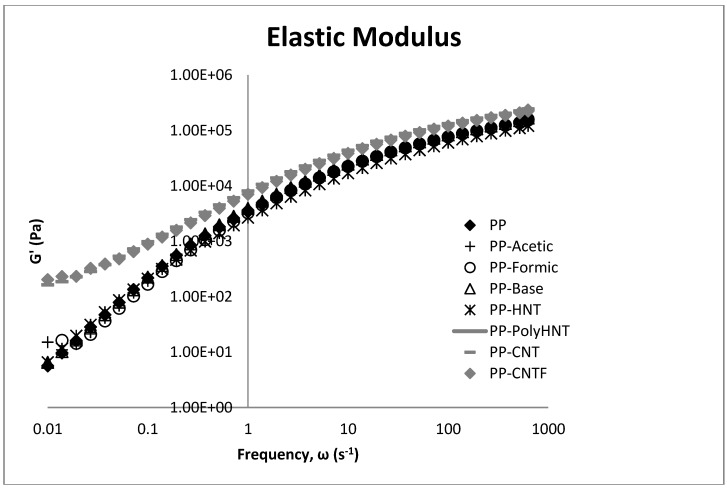 Elastic Modulus
1.00E+06
1.00E+05
1.00E+04
1.00E+03
1.00E+02
1.00E+01
1.00E+00
G' (Pa)
0.01 0.1 1 10 100 1000
Frequency, ω (s⁻¹)
PP
PP-Acetic
PP-Formic
PP-Base
PP-HNT
PP-PolyHNT
PP-CNT
PP-CNTF